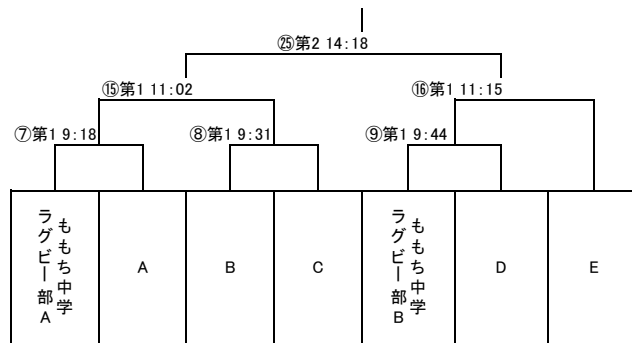 ㉕第2 14:18
⑮第1 11:02
⑯第1 11:15
⑦第1 9:18
⑧第1 9:31
⑨第1 9:44
ももち中学
ラグビー部A
A
B
C
ももち中学
ラグビー部B
D
E